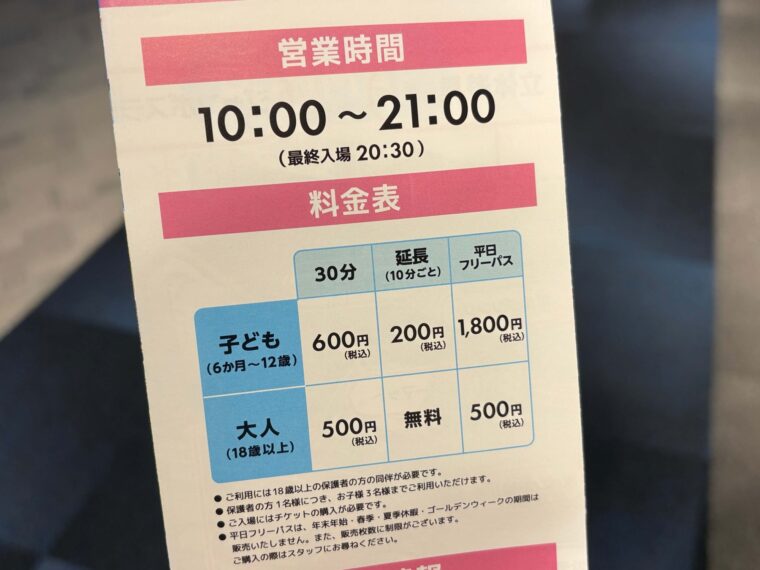 営業時間
10:00～21:00
(最終入場 20:30)
料金表
30分 延長 平日
(10分ごと) フリーパス
子ども 600円 200円 1,800円
(6か月～12歳) (税込) (税込) (税込)
大人 500円 無料 500円
(18歳以上) (税込) (税込)
● ご利用には18歳以上の保護者の方の同伴が必要です。
● 保護者の方1名様につき、お子様3名様までご利用いただけます。
● ご入場にはチケットの購入が必要です。
● 平日フリーパスは、年末年始・春季・夏季休暇・ゴールデンウィークの期間は
販売いたしません。また、販売枚数に制限がございます。
ご購入の際はスタッフにお尋ねください。